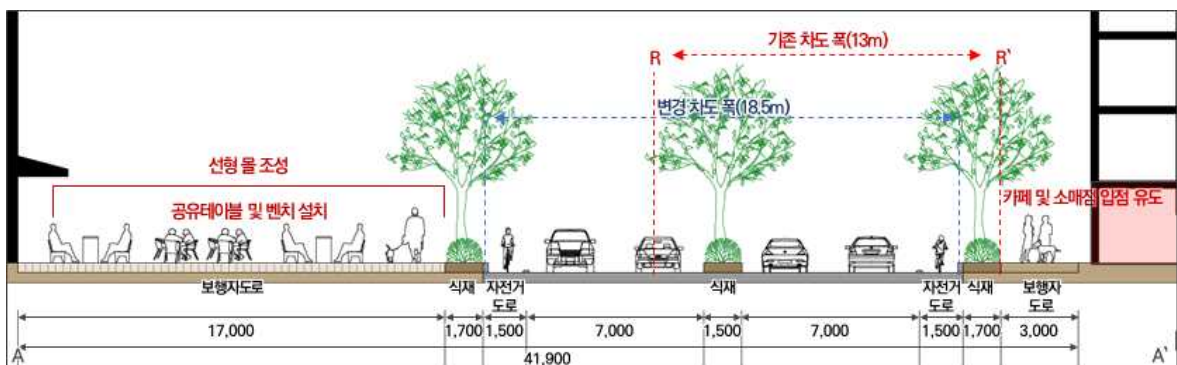 기존 차도 폭(13m)
R
R`
변경 차도 폭(18.5m)
선형 몰 조성
공유테이블 및 벤치 설치
카페 및 소매점 입점 유도
보행자도로
식재
자전거
도로
식재
자전거
도로
식재
보행자
도로
17,000
1,700
1,500
7,000
1,500
7,000
1,500
1,700
3,000
A
41,900
A`